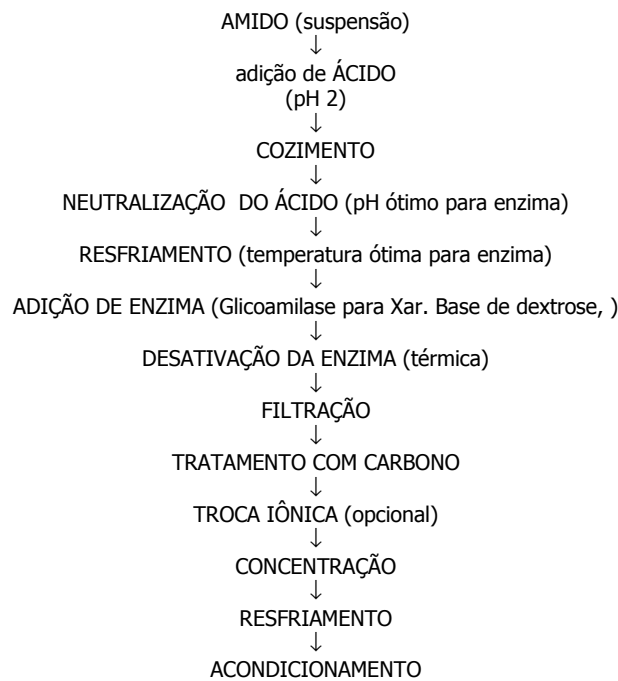 AMIDO (suspensão)
↓
adição de ÁCIDO
(pH 2)
↓
COZIMENTO
↓
NEUTRALIZAÇÃO  DO ÁCIDO (pH ótimo para enzima)
↓
RESFRIAMENTO (temperatura ótima para enzima)
↓
ADIÇÃO DE ENZIMA (Glicoamilase para Xar. Base de dextrose, )
↓
DESATIVAÇÃO DA ENZIMA (térmica)
↓
FILTRAÇÃO
↓
TRATAMENTO COM CARBONO
↓
TROCA IÔNICA (opcional)
↓
CONCENTRAÇÃO
↓
RESFRIAMENTO
↓
ACONDICIONAMENTO